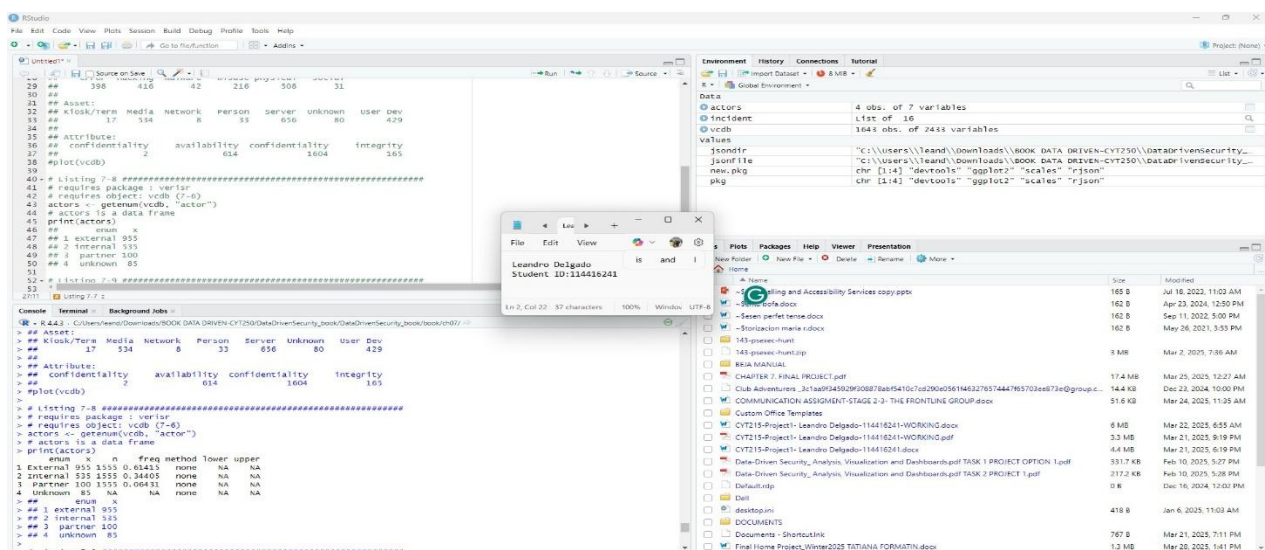 RStudio
File Edit Code View Plots Session Build Debug Profile Tools Help
Go to file/function Addins
Project: (None)
Untitled1*
Source on Save Run Source
29 ## 398 416 42 216 508 31
30 ##
31 ## Asset:
32 ## Kiosk/Term Media Network Person Server Unknown User Dev
33 ## 17 534 8 33 656 80 429
34 ##
35 ## Attribute:
36 ## confidentiality availability confidentiality integrity
37 ## 2 614 1604 165
38 #plot(vcdb)
39
40 # Listing 7-8 ##########################################################
41 # requires package : verisr
42 # requires object: vcdb (7-6)
43 actors <- getenum(vcdb, "actor")
44 # actors is a data frame
45 print(actors)
46 ## enum x
47 ## 1 external 955
48 ## 2 internal 535
49 ## 3 partner 100
50 ## 4 unknown 85
51
52 # Listing 7-9 ##########################################################
53
27:11 Listing 7-7
Console Terminal Background Jobs
R 4.4.3 · C:/Users/leand/Downloads/BOOK DATA DRIVEN-CYT250/DataDrivenSecurity_book/DataDrivenSecurity_book/book/ch07/
> ## Asset:
> ## Kiosk/Term Media Network Person Server Unknown User Dev
> ## 17 534 8 33 656 80 429
> ##
> ## Attribute:
> ## confidentiality availability confidentiality integrity
> ## 2 614 1604 165
> #plot(vcdb)
>
> # Listing 7-8 ##########################################################
> # requires package : verisr
> # requires object: vcdb (7-6)
> actors <- getenum(vcdb, "actor")
> # actors is a data frame
> print(actors)
enum x n freq method lower upper
1 External 955 1555 0.61415 none NA NA
2 Internal 535 1555 0.34405 none NA NA
3 Partner 100 1555 0.06431 none NA NA
4 Unknown 85 NA NA none NA NA
> ## enum x
> ## 1 external 955
> ## 2 internal 535
> ## 3 partner 100
> ## 4 unknown 85
>
Lea
File Edit View
Leandro Delgado is and I
Student ID:114416241
Ln 2, Col 22 37 characters 100% Window UTF-8
Environment History Connections Tutorial
Import Dataset 8 MiB List
R Global Environment
Data
actors 4 obs. of 7 variables
incident List of 16
vcdb 1643 obs. of 2433 variables
Values
jsondir "C:\\Users\\leand\\Downloads\\BOOK DATA DRIVEN-CYT250\\DataDrivenSecurity_…
jsonfile "C:\\Users\\leand\\Downloads\\BOOK DATA DRIVEN-CYT250\\DataDrivenSecurity_…
new.pkg chr [1:4] "devtools" "ggplot2" "scales" "rjson"
pkg chr [1:4] "devtools" "ggplot2" "scales" "rjson"
s Plots Packages Help Viewer Presentation
New Folder New File Delete Rename More
Home
Name Size Modified
elling and Accessibility Services copy.pptx 165 B Jul 18, 2023, 11:03 AM
bofa.docx 162 B Apr 23, 2024, 12:50 PM
~Sesen perfet tense.docx 162 B Sep 11, 2022, 5:00 PM
~Storizacion maria r.docx 162 B May 26, 2021, 3:53 PM
143-psexec-hunt
143-psexec-hunt.zip 3 MB Mar 2, 2025, 7:36 AM
BEJA MANUAL
CHAPTER 7. FINAL PROJECT.pdf 17.4 MB Mar 25, 2025, 12:27 AM
14.4 KB Dec 23, 2024, 10:00 PM
COMMUNICATION ASSIGMENT-STAGE 2-3- THE FRONTLINE GROUP.docx 51.6 KB Mar 24, 2025, 11:35 AM
Custom Office Templates
CYT215-Project1- Leandro Delgado-114416241-WORKING.docx 6 MB Mar 22, 2025, 6:55 AM
CYT215-Project1- Leandro Delgado-114416241-WORKING.pdf 3.3 MB Mar 21, 2025, 9:19 PM
CYT215-Project1- Leandro Delgado-114416241.docx 4.4 MB Mar 21, 2025, 6:19 PM
Data-Driven Security_ Analysis, Visualization and Dashboards.pdf TASK 1 PROJECT OPTION 1.pdf 331.7 KB Feb 10, 2025, 5:27 PM
Data-Driven Security_ Analysis, Visualization and Dashboards.pdf TASK 2 PROJECT 1.pdf 217.2 KB Feb 10, 2025, 5:28 PM
Default.rdp 0 B Dec 16, 2024, 12:02 PM
Dell
desktop.ini 418 B Jan 6, 2025, 11:03 AM
DOCUMENTS
Documents - Shortcut.lnk 767 B Mar 21, 2025, 7:11 PM
Final Home Project_Winter2025 TATIANA FORMATIN.docx 1.3 MB Mar 28, 2025, 5:41 PM